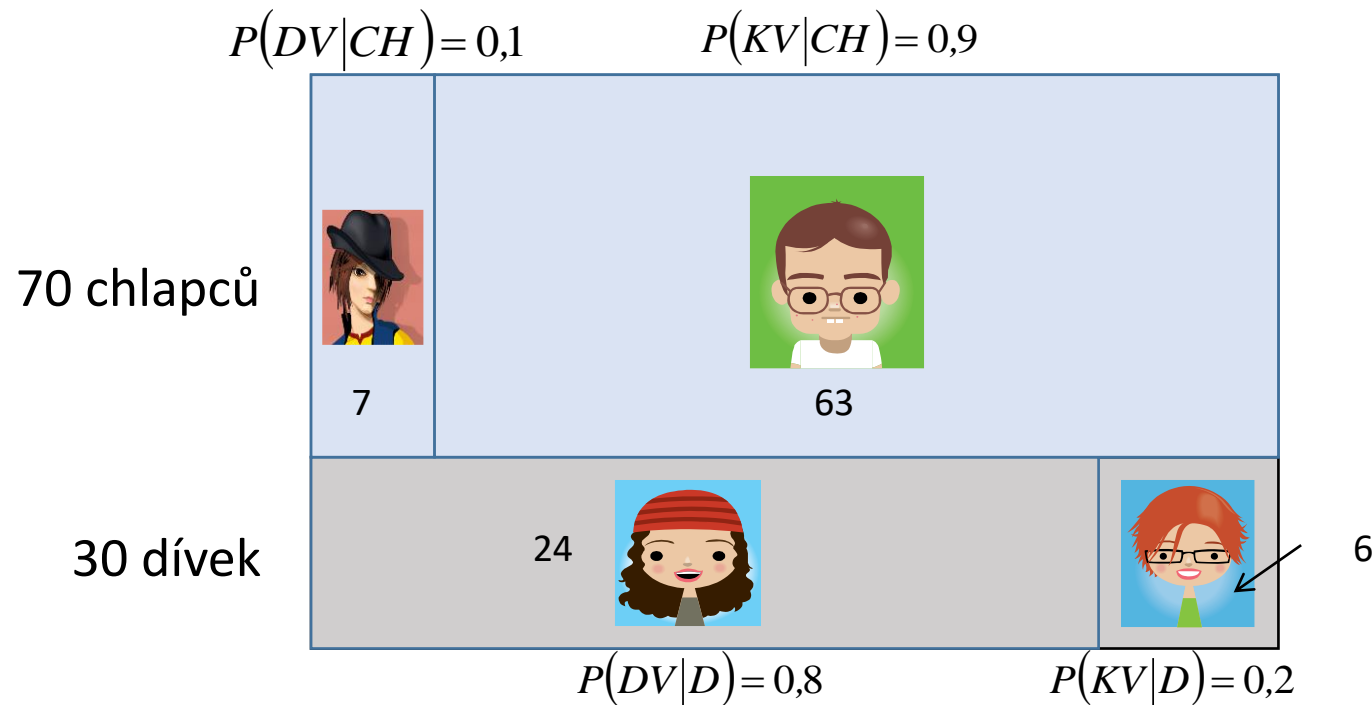 P(DV|CH) = 0,1 P(KV|CH) = 0,9
70 chlapců
7 63
30 dívek 24 6
P(DV|D) = 0,8 P(KV|D) = 0,2